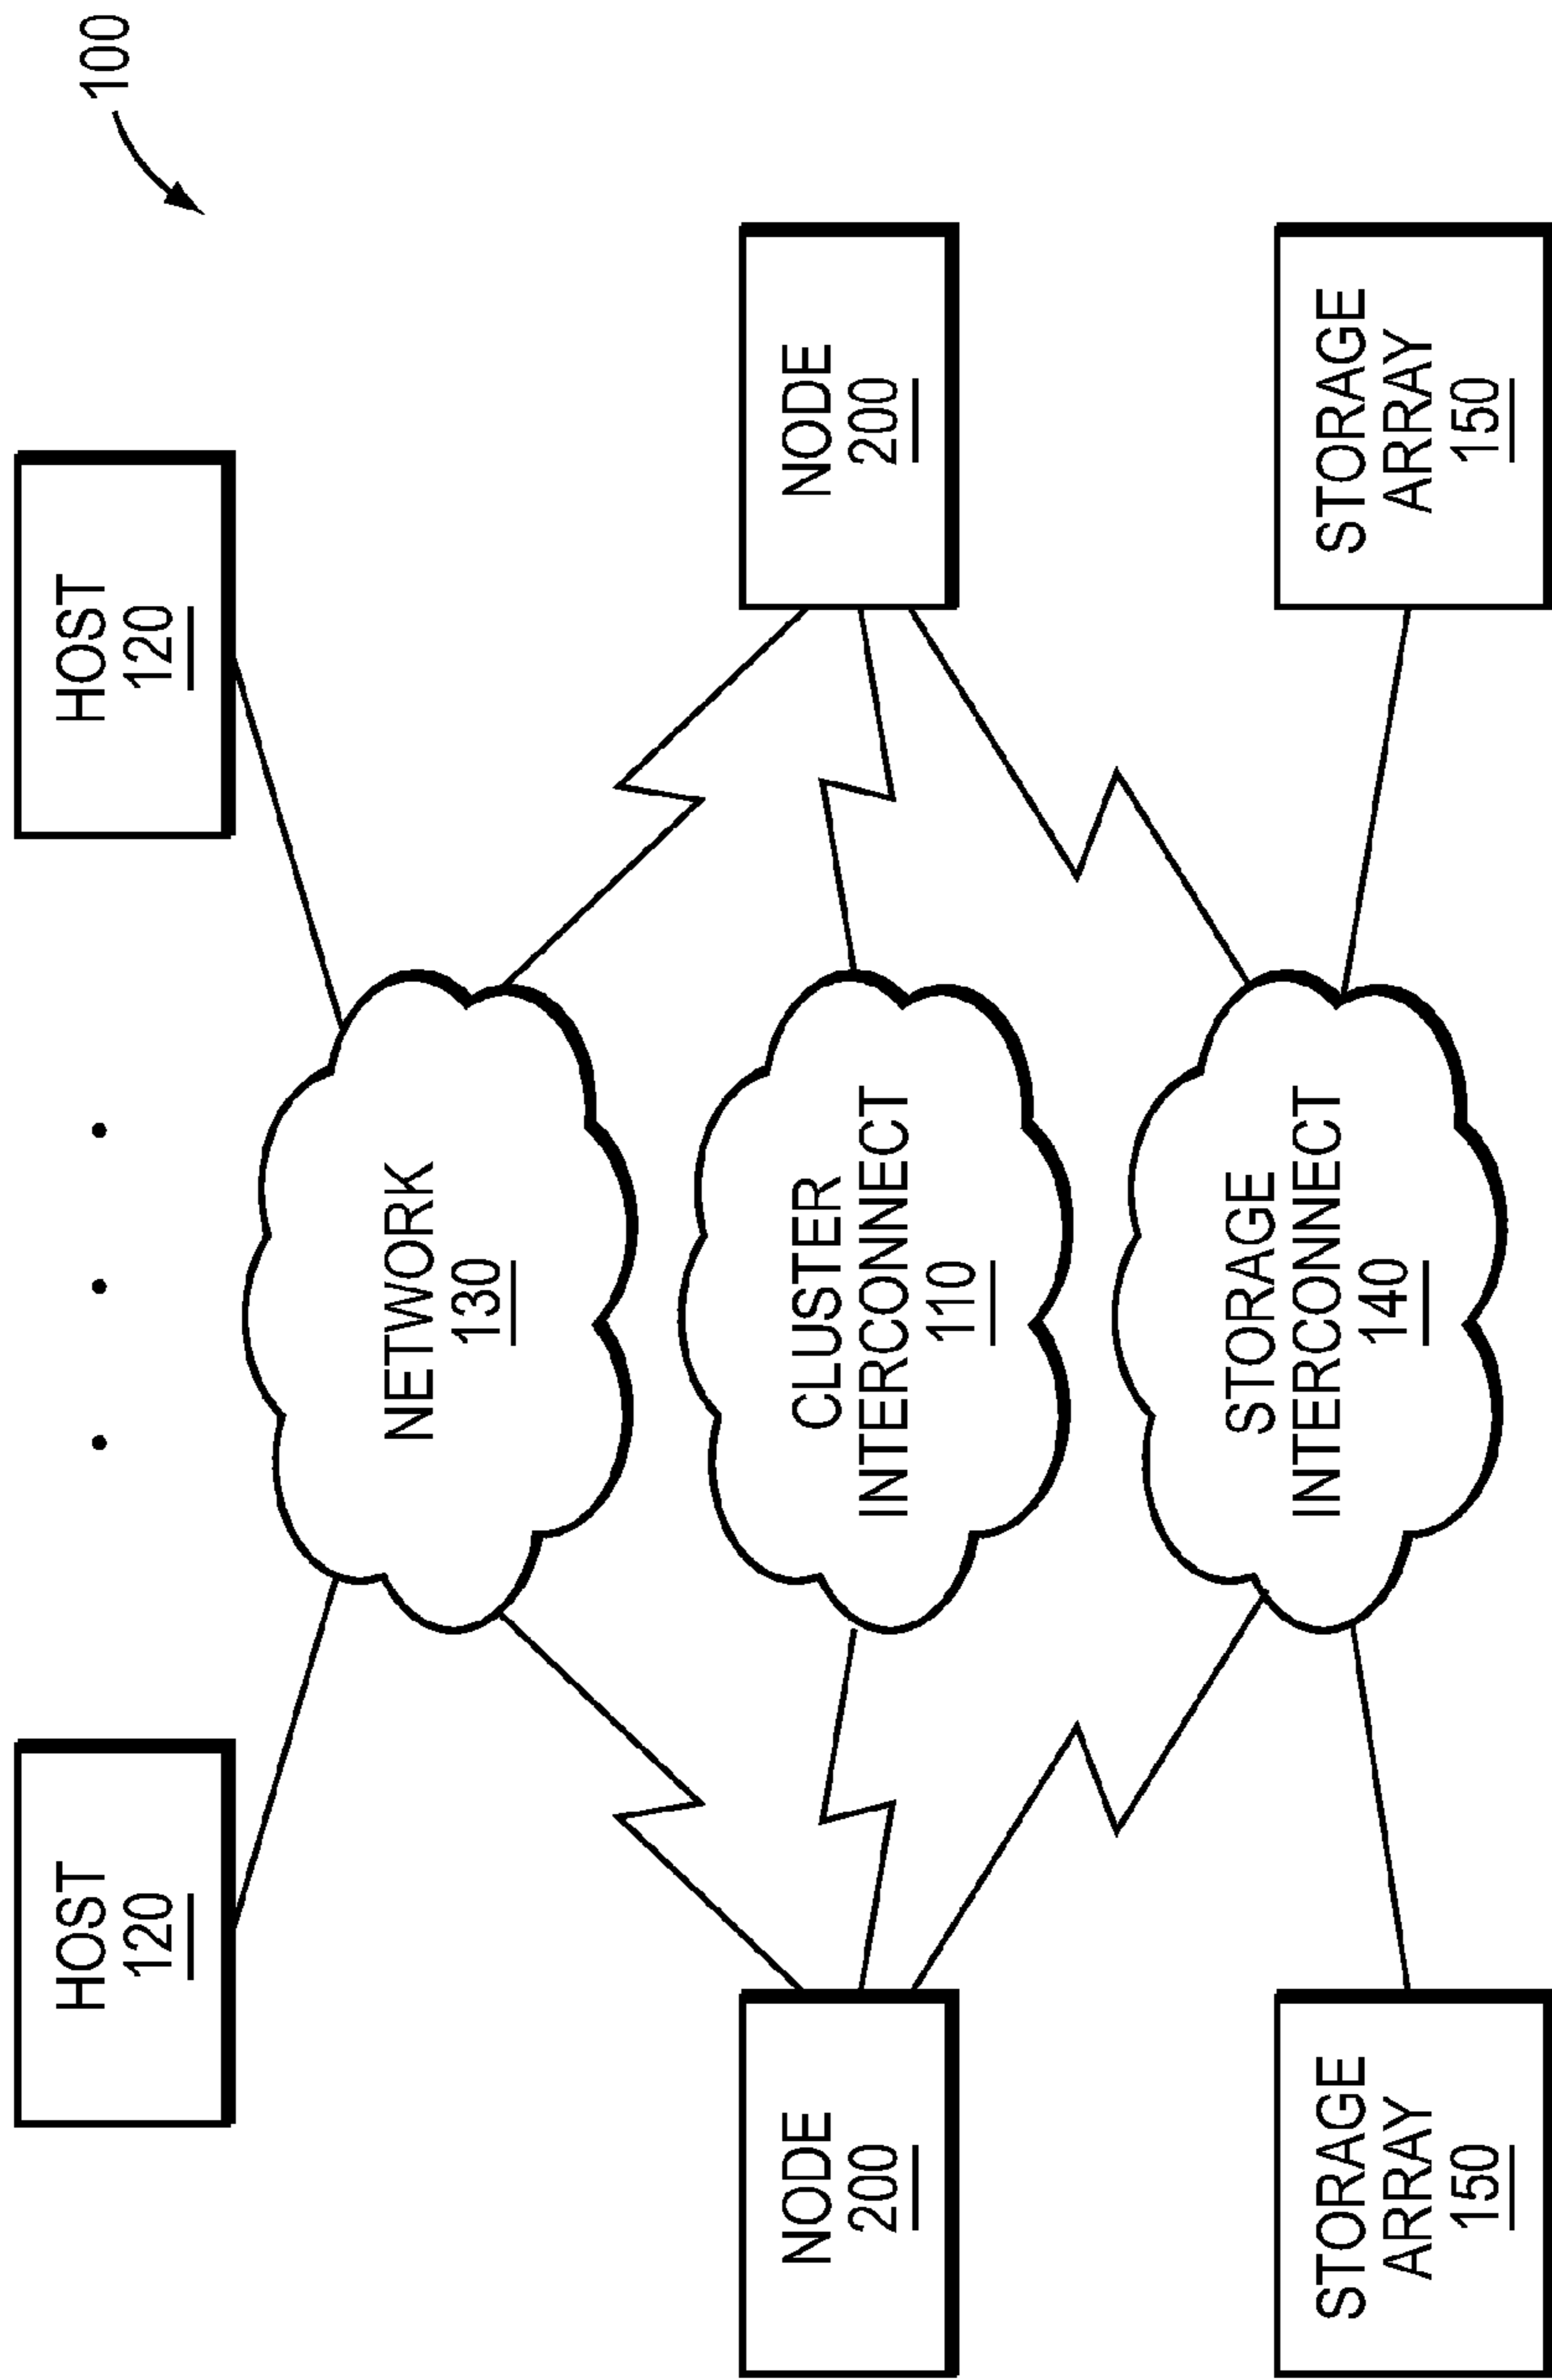 100
HOST
120
HOST
120
NETWORK
130
NODE
200
CLUSTER
INTERCONNECT
110
NODE
200
STORAGE
INTERCONNECT
140
STORAGE
ARRAY
150
STORAGE
ARRAY
150